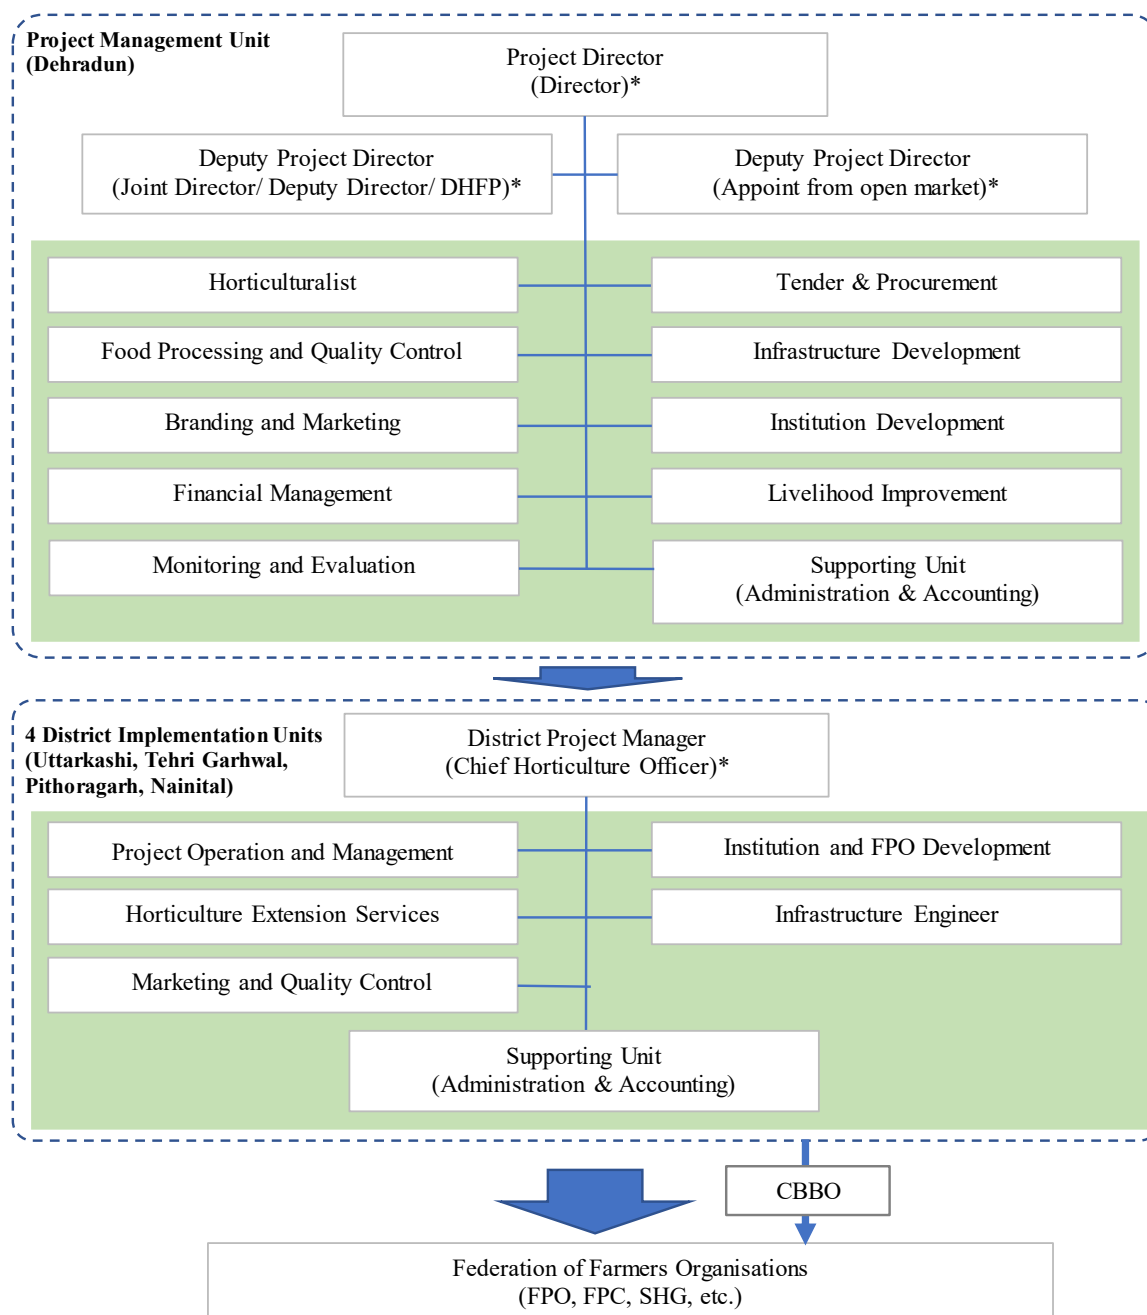 Project Management Unit
(Dehradun)
Project Director
(Director)*
Deputy Project Director
(Joint Director/ Deputy Director/ DHFP)*
Deputy Project Director
(Appoint from open market)*
Horticulturalist
Tender & Procurement
Food Processing and Quality Control
Infrastructure Development
Branding and Marketing
Institution Development
Financial Management
Livelihood Improvement
Monitoring and Evaluation
Supporting Unit
(Administration & Accounting)
4 District Implementation Units
(Uttarkashi, Tehri Garhwal,
Pithoragarh, Nainital)
District Project Manager
(Chief Horticulture Officer)*
Project Operation and Management
Institution and FPO Development
Horticulture Extension Services
Infrastructure Engineer
Marketing and Quality Control
Supporting Unit
(Administration & Accounting)
CBBO
Federation of Farmers Organisations
(FPO, FPC, SHG, etc.)